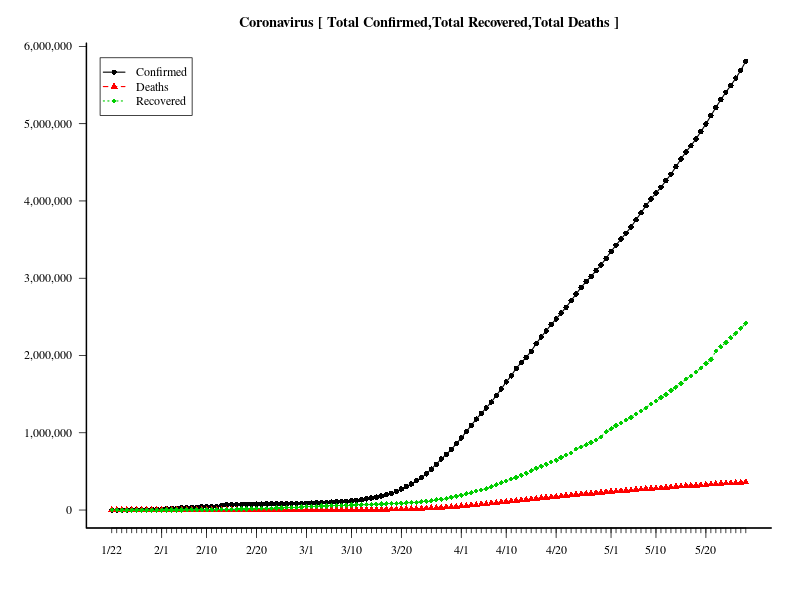 Coronavirus [ Total Confirmed,Total Recovered,Total Deaths ]
6,000,000
Confirmed
Deaths
Recovered
5,000,000
4,000,000
3,000,000
2,000,000
1,000,000
0
1/22 2/1 2/10 2/20 3/1 3/10 3/20 4/1 4/10 4/20 5/1 5/10 5/20